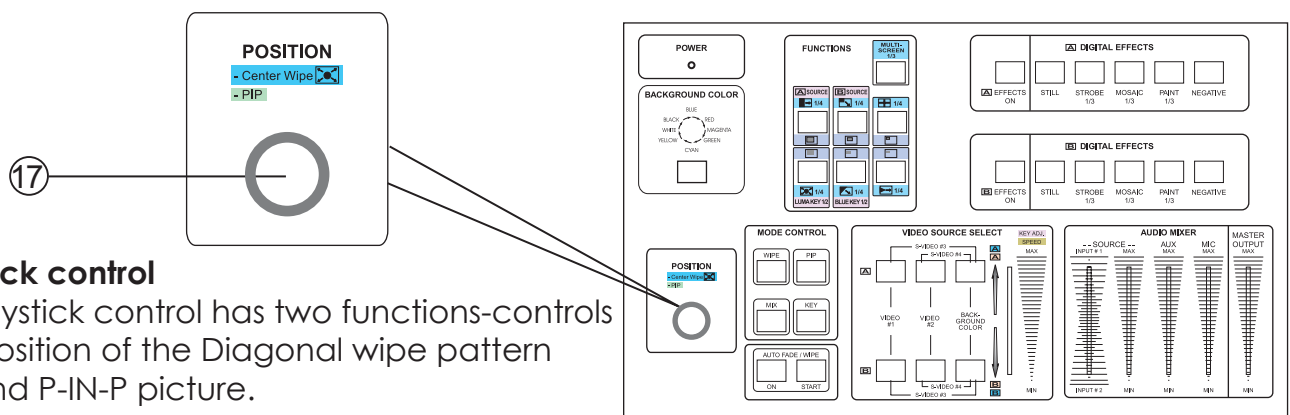 POSITION
- Center Wipe
- PIP
17
ck control
ystick control has two functions-controls
osition of the Diagonal wipe pattern
nd P-IN-P picture.
POWER
BACKGROUND COLOR
BLUE
BLACK RED
WHITE MAGENTA
YELLOW GREEN
CYAN
FUNCTIONS
MULTI-
SCREEN
1/3
A SOURCE B SOURCE
1/4 1/4 1/4
1/4 1/4 1/4
LUMA KEY 1/2 BLUE KEY 1/2
A DIGITAL EFFECTS
A EFFECTS STILL STROBE MOSAIC PAINT NEGATIVE
ON 1/3 1/3 1/3
B DIGITAL EFFECTS
B EFFECTS STILL STROBE MOSAIC PAINT NEGATIVE
ON 1/3 1/3 1/3
POSITION
- Center Wipe
- PIP
MODE CONTROL
WIPE PIP
MIX KEY
AUTO FADE / WIPE
ON START
VIDEO SOURCE SELECT
S-VIDEO #3
S-VIDEO #4
A
VIDEO VIDEO BACK-
#1 #2 GROUND
COLOR
B
S-VIDEO #4
S-VIDEO #3
A
A
B
B
KEY ADJ.
SPEED
MAX
MIN
AUDIO MIXER
-- SOURCE -- AUX MIC
INPUT # 1 MAX MAX
INPUT # 2 MIN MIN
MASTER
OUTPUT
MAX
MIN